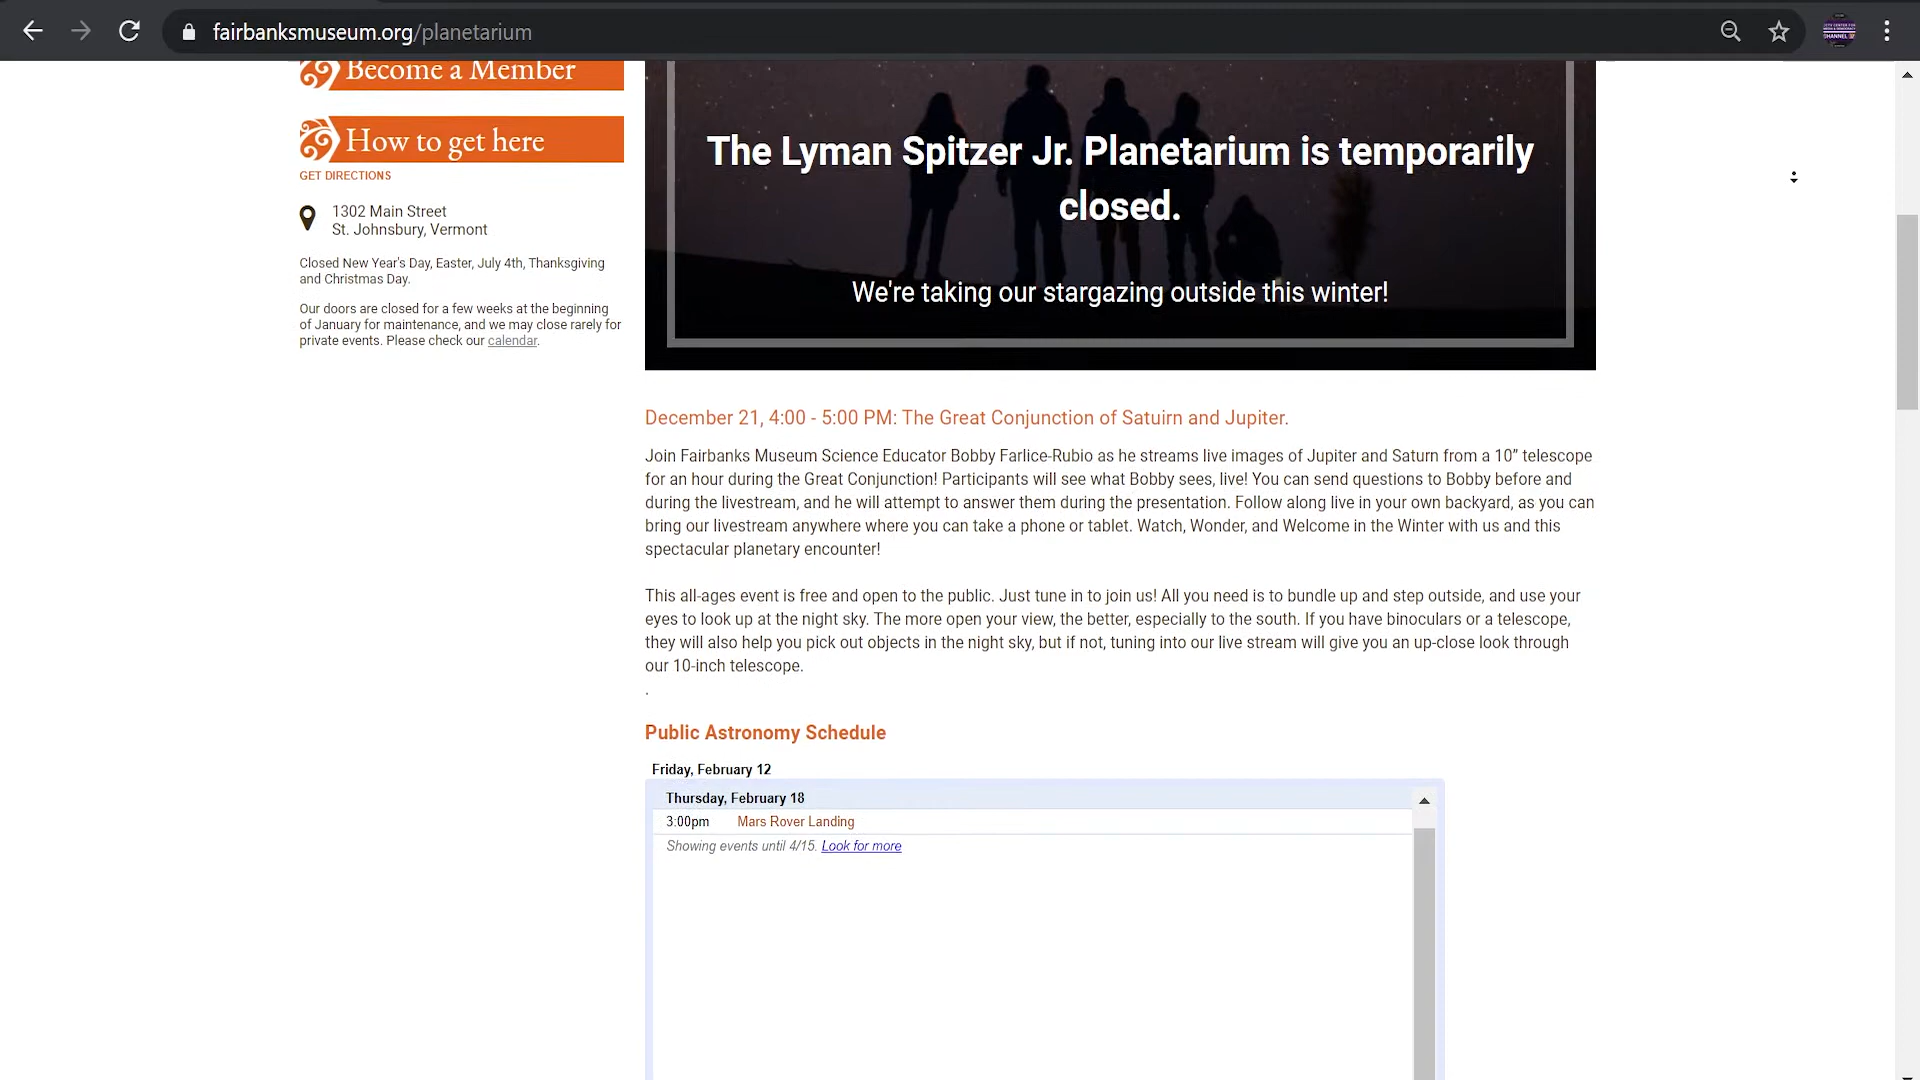 fairbanksmuseum.org/planetarium
Become a Member
How to get here
GET DIRECTIONS
1302 Main Street
St. Johnsbury, Vermont
Closed New Year's Day, Easter, July 4th, Thanksgiving
and Christmas Day.
Our doors are closed for a few weeks at the beginning
of January for maintenance, and we may close rarely for
private events. Please check our calendar.
The Lyman Spitzer Jr. Planetarium is temporarily
closed.
We're taking our stargazing outside this winter!
December 21, 4:00 - 5:00 PM: The Great Conjunction of Satuirn and Jupiter.
Join Fairbanks Museum Science Educator Bobby Farlice-Rubio as he streams live images of Jupiter and Saturn from a 10” telescope
for an hour during the Great Conjunction! Participants will see what Bobby sees, live! You can send questions to Bobby before and
during the livestream, and he will attempt to answer them during the presentation. Follow along live in your own backyard, as you can
bring our livestream anywhere where you can take a phone or tablet. Watch, Wonder, and Welcome in the Winter with us and this
spectacular planetary encounter!
This all-ages event is free and open to the public. Just tune in to join us! All you need is to bundle up and step outside, and use your
eyes to look up at the night sky. The more open your view, the better, especially to the south. If you have binoculars or a telescope,
they will also help you pick out objects in the night sky, but if not, tuning into our live stream will give you an up-close look through
our 10-inch telescope.
.
Public Astronomy Schedule
Friday, February 12
Thursday, February 18
3:00pm Mars Rover Landing
Showing events until 4/15. Look for more